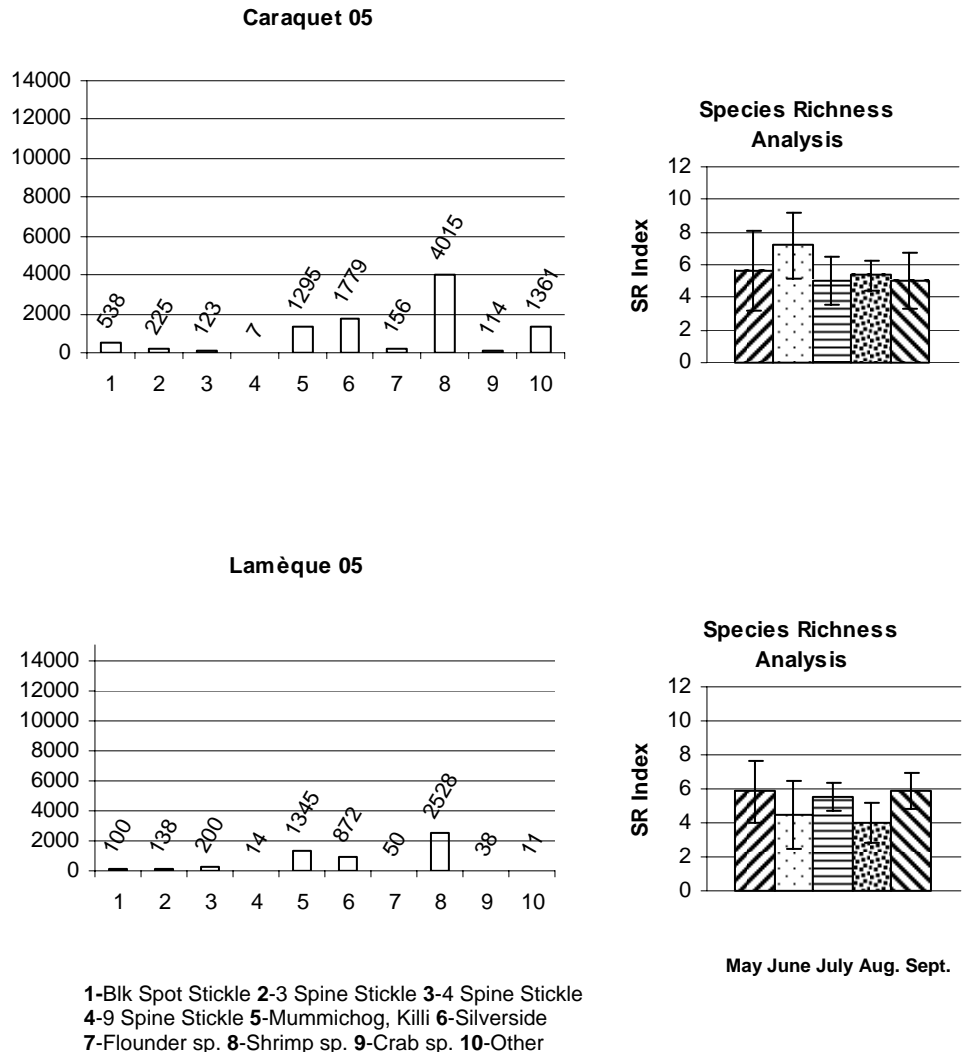 Caraquet 05
14000
12000
10000
8000
6000
4000
2000
0
538 225 123 7 1295 1779 156 4015 114 1361
1 2 3 4 5 6 7 8 9 10
Species Richness
Analysis
SR Index
12
10
8
6
4
2
0
Lamèque 05
14000
12000
10000
8000
6000
4000
2000
0
100 138 200 14 1345 872 50 2528 38 11
1 2 3 4 5 6 7 8 9 10
Species Richness
Analysis
SR Index
12
10
8
6
4
2
0
May June July Aug. Sept.
1-Blk Spot Stickle 2-3 Spine Stickle 3-4 Spine Stickle
4-9 Spine Stickle 5-Mummichog, Killi 6-Silverside
7-Flounder sp. 8-Shrimp sp. 9-Crab sp. 10-Other